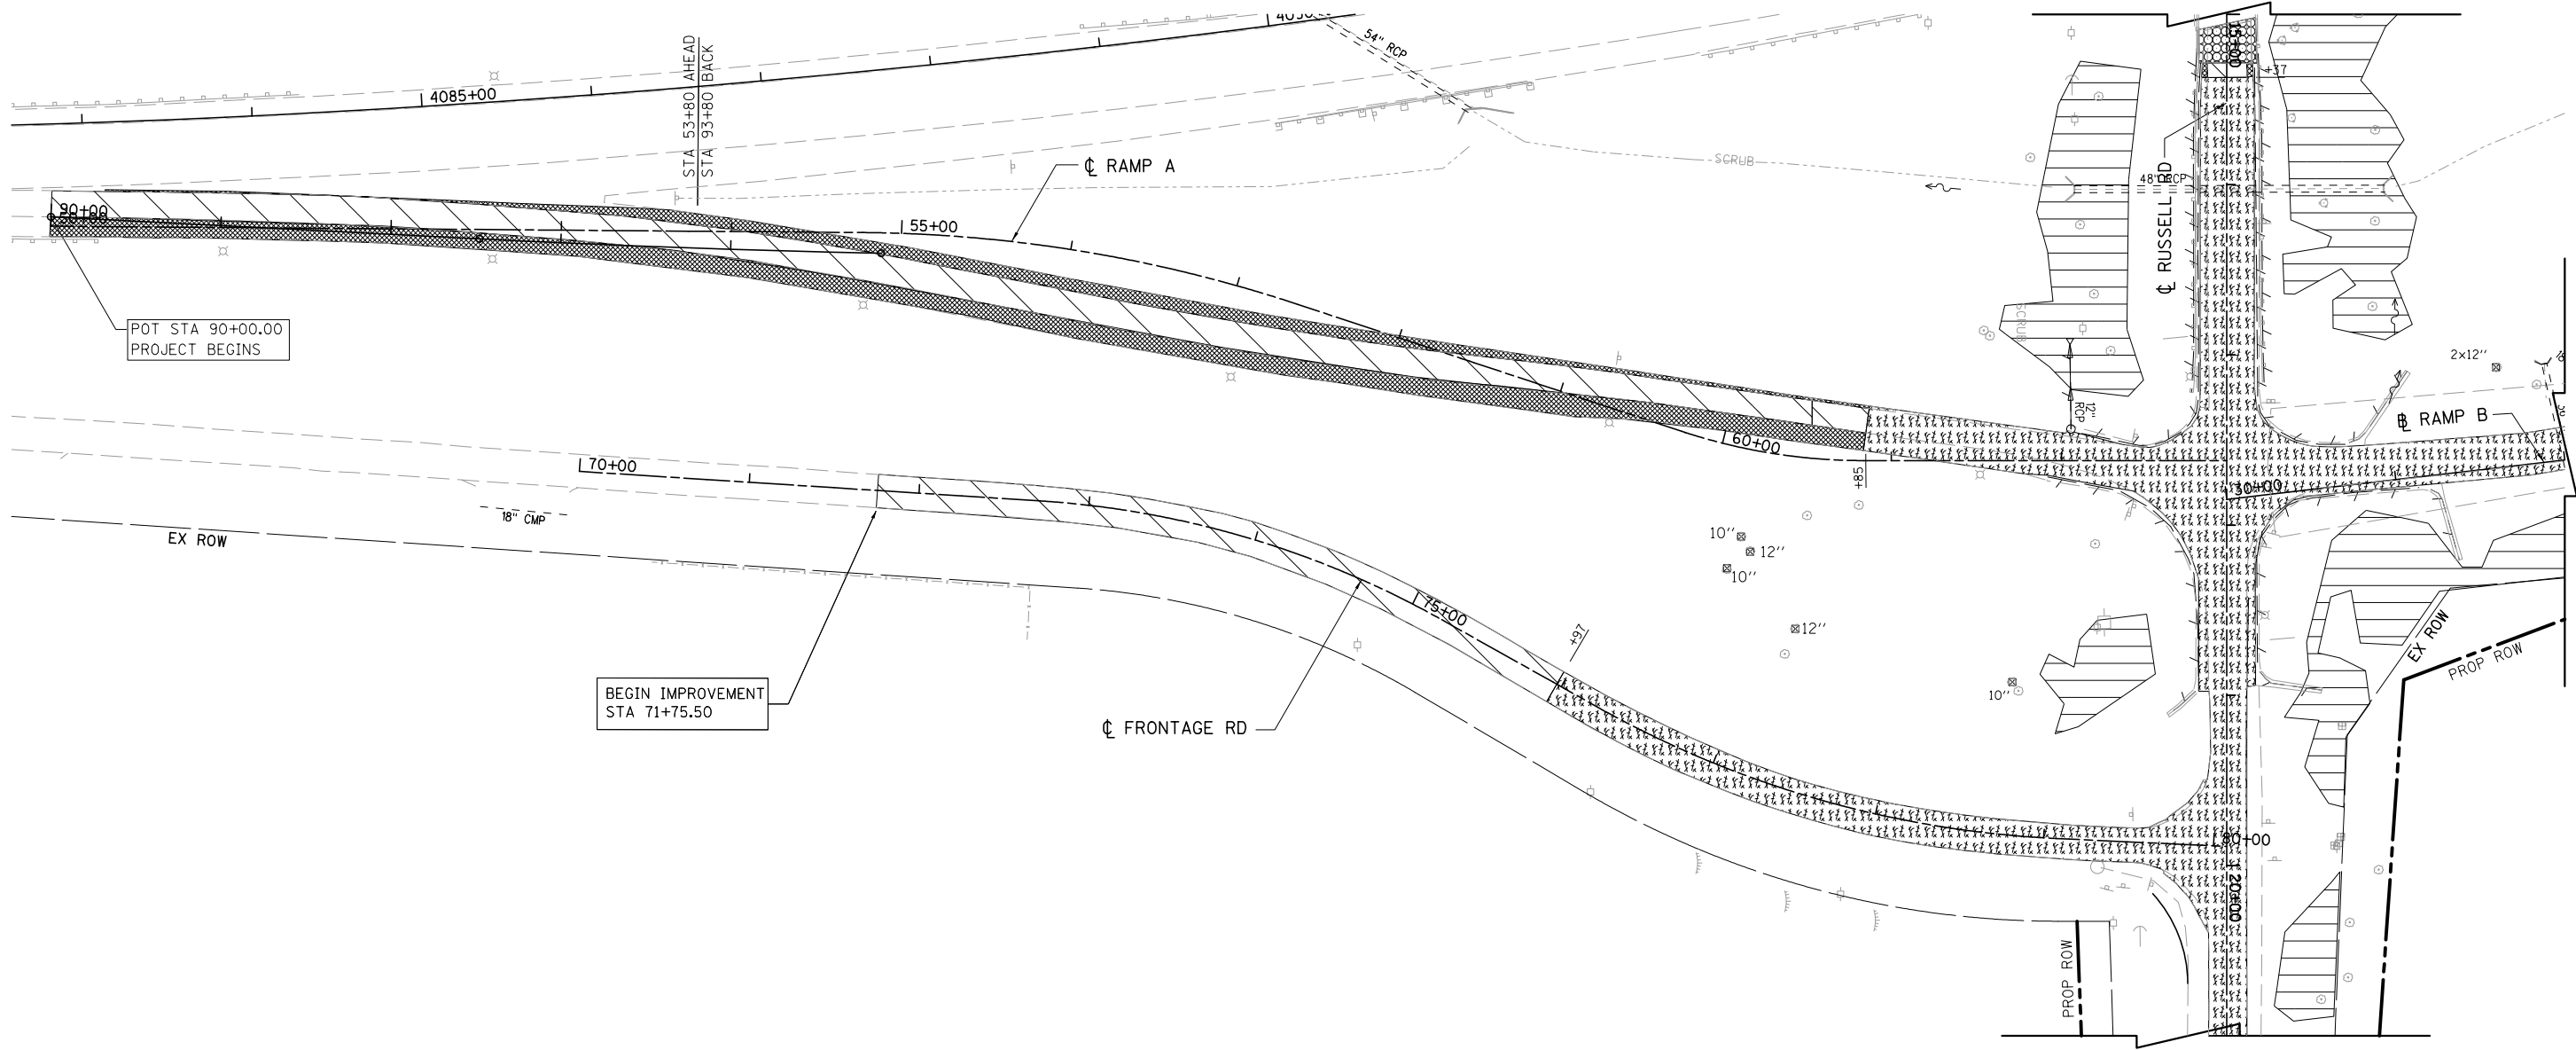 54" RCP
STA 53+80 AHEAD
STA 93+80 BACK
4085+00
15+00
+37
℄ RAMP A
SCRUB
48" RCP
℄ RUSSELL RD
90+00
55+00
SCRUB
POT STA 90+00.00
PROJECT BEGINS
2x12''
12"
RCP
℄ RAMP B
60+00
+85
70+00
30+00
18" CMP
EX ROW
10''
12''
10''
75+00
+97
12''
10''
EX ROW
PROP ROW
BEGIN IMPROVEMENT
STA 71+75.50
℄ FRONTAGE RD
80+00
20+00
PROP ROW